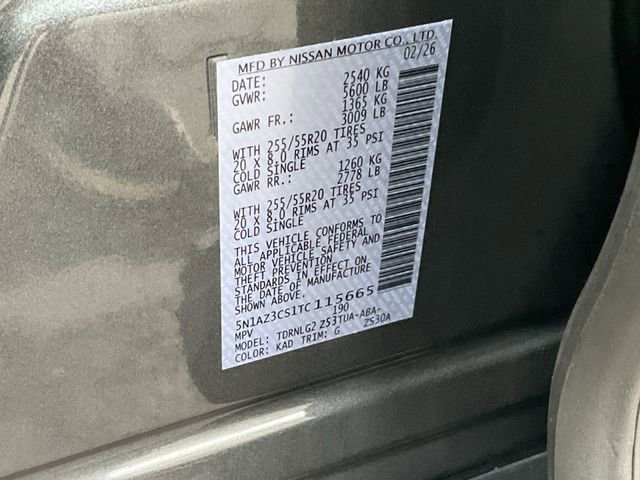 MFD BY NISSAN MOTOR CO., LTD.
DATE: 02/26
GVWR: 2540 KG
5600 LB
GAWR FR.: 1365 KG
3009 LB
WITH 255/55R20 TIRES
20 X 8.0 RIMS AT 35 PSI
COLD SINGLE
GAWR RR.: 1260 KG
2778 LB
WITH 255/55R20 TIRES
20 X 8.0 RIMS AT 35 PSI
COLD SINGLE
THIS VEHICLE CONFORMS TO
ALL APPLICABLE FEDERAL
MOTOR VEHICLE SAFETY AND
THEFT PREVENTION
STANDARDS IN EFFECT ON
THE DATE OF MANUFACTURE
SHOWN ABOVE.
5N1AZ3CS1TC115665
MPV 190
MODEL: TDRNLG2 Z53TUA-ABA-
COLOR: KAD TRIM: G ZS30A